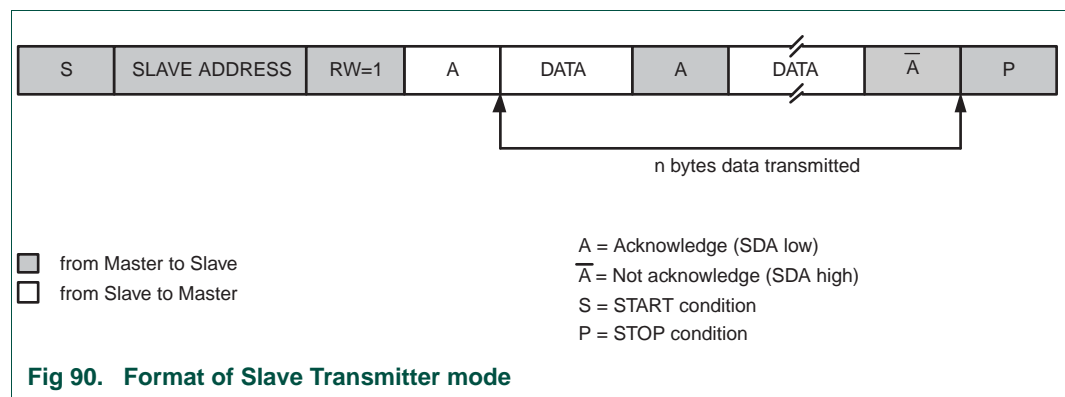 S SLAVE ADDRESS RW=1 A DATA A DATA A̅ P
n bytes data transmitted
from Master to Slave
from Slave to Master
A = Acknowledge (SDA low)
A̅ = Not acknowledge (SDA high)
S = START condition
P = STOP condition
Fig 90. Format of Slave Transmitter mode